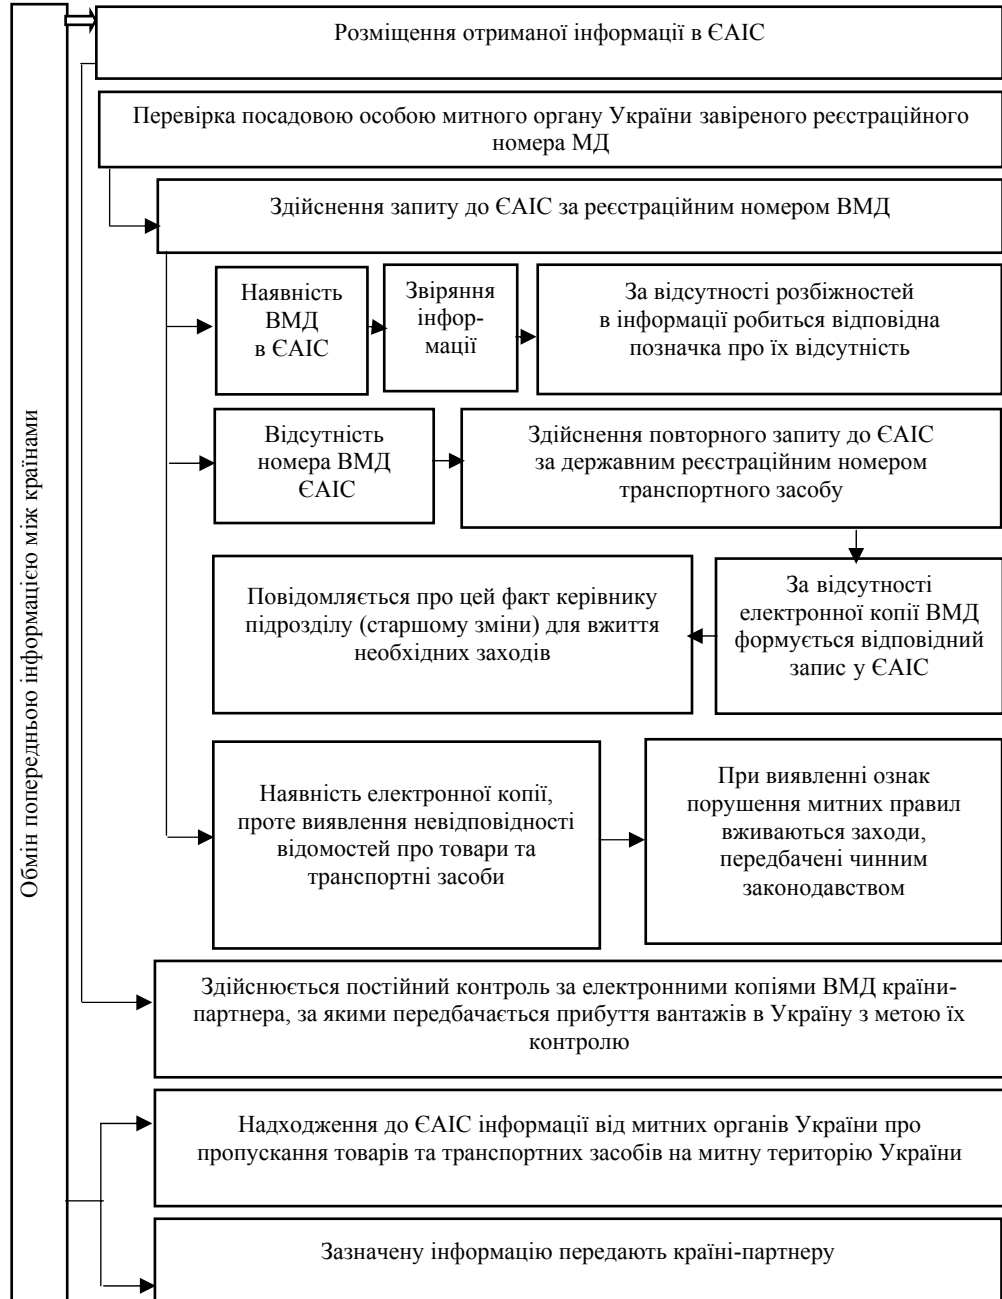 Обмін попередньою інформацією між країнами
Розміщення отриманої інформації в ЄАІС
Перевірка посадовою особою митного органу України завіреного реєстраційного
номера МД
Здійснення запиту до ЄАІС за реєстраційним номером ВМД
Наявність
ВМД
в ЄАІС
Звіряння
інфор-
мації
За відсутності розбіжностей
в інформації робиться відповідна
позначка про їх відсутність
Відсутність
номера ВМД
ЄАІС
Здійснення повторного запиту до ЄАІС
за державним реєстраційним номером
транспортного засобу
За відсутності
електронної копії ВМД
формується відповідний
запис у ЄАІС
Повідомляється про цей факт керівнику
підрозділу (старшому зміни) для вжиття
необхідних заходів
Наявність електронної копії,
проте виявлення невідповідності
відомостей про товари та
транспортні засоби
При виявленні ознак
порушення митних правил
вживаються заходи,
передбачені чинним
законодавством
Здійснюється постійний контроль за електронними копіями ВМД країни-
партнера, за якими передбачається прибуття вантажів в Україну з метою їх
контролю
Надходження до ЄАІС інформації від митних органів України про
пропускання товарів та транспортних засобів на митну територію України
Зазначену інформацію передають країні-партнеру